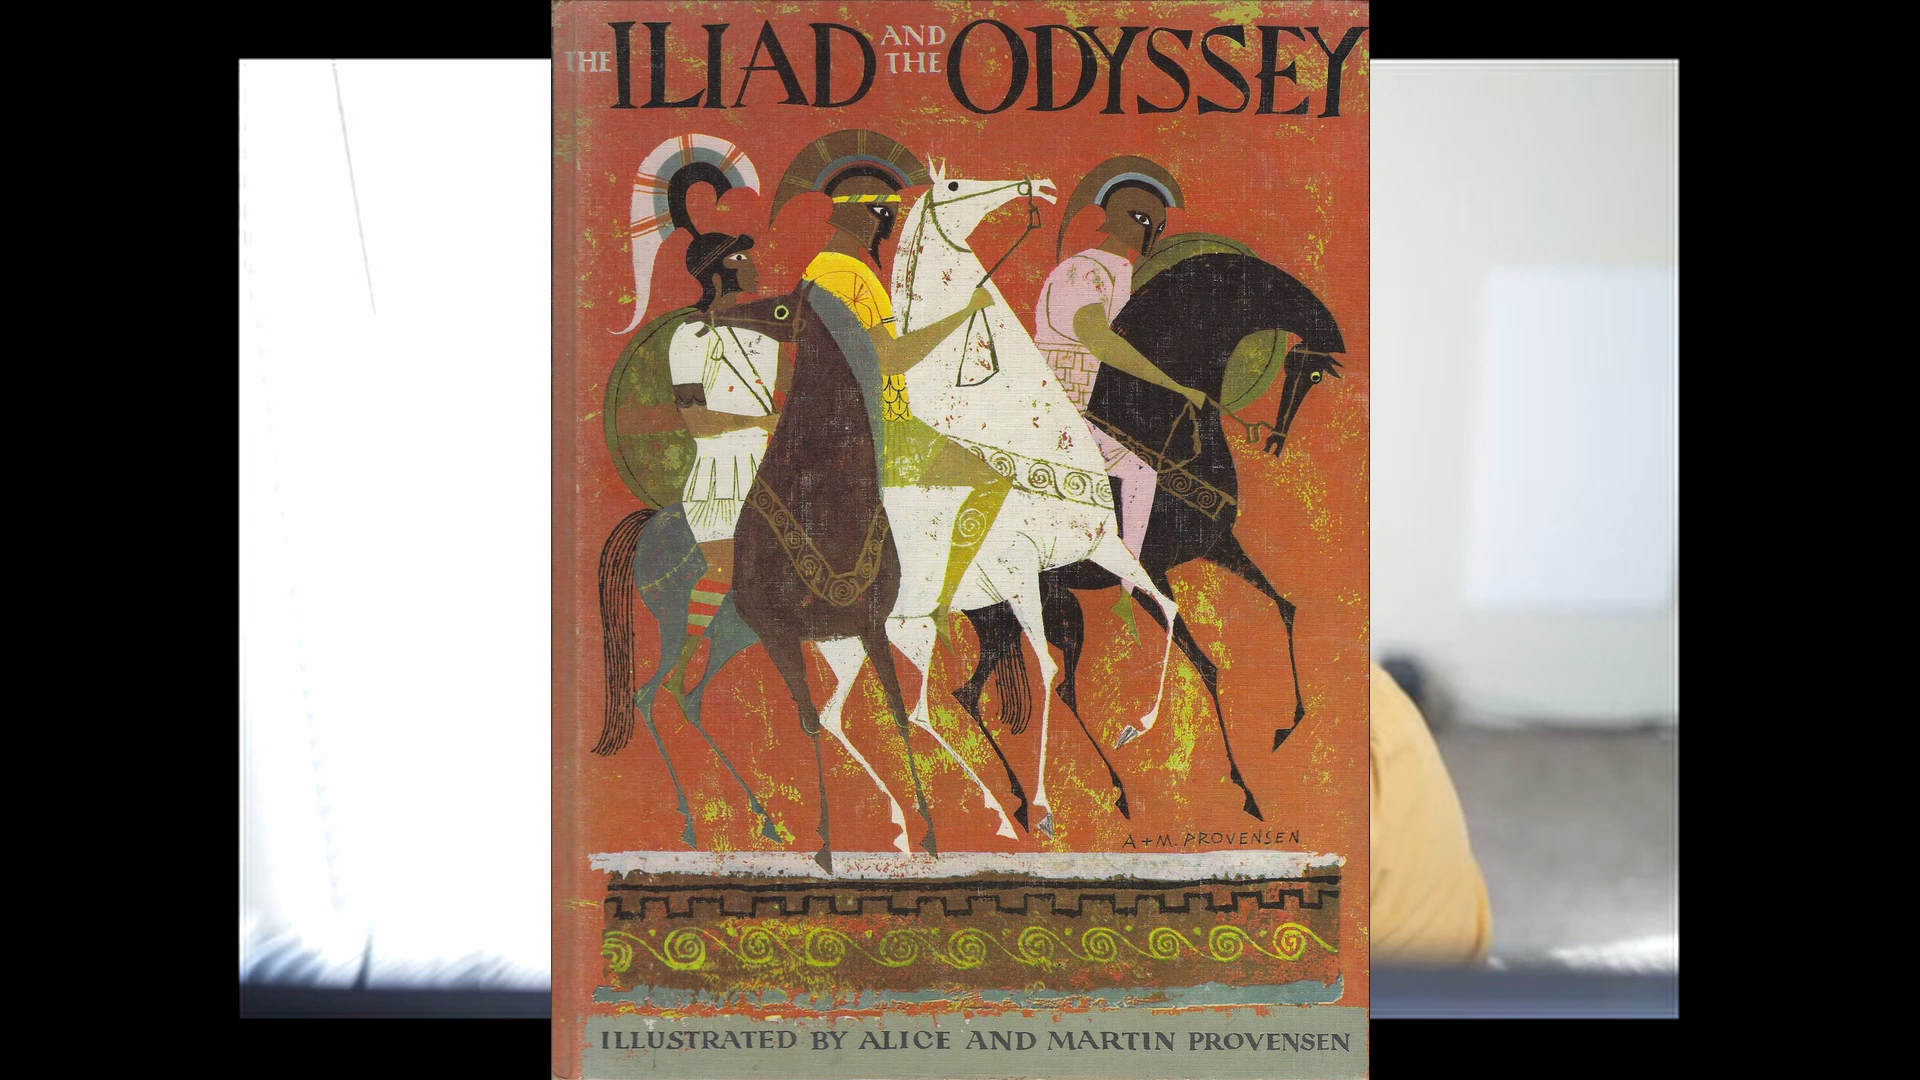 THE ILIAD AND THE ODYSSEY
A+M. PROVENSEN
ILLUSTRATED BY ALICE AND MARTIN PROVENSEN